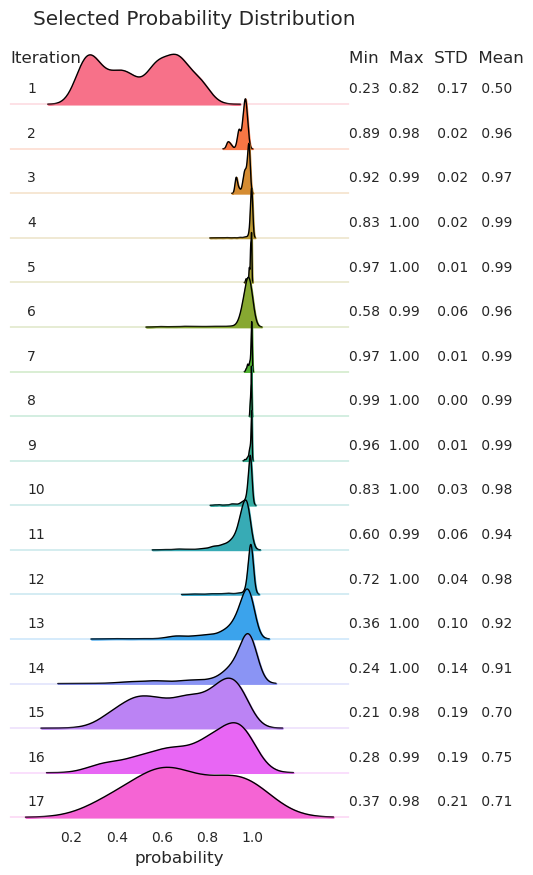 Selected Probability Distribution
Iteration Min Max STD Mean
1 0.23 0.82 0.17 0.50
2 0.89 0.98 0.02 0.96
3 0.92 0.99 0.02 0.97
4 0.83 1.00 0.02 0.99
5 0.97 1.00 0.01 0.99
6 0.58 0.99 0.06 0.96
7 0.97 1.00 0.01 0.99
8 0.99 1.00 0.00 0.99
9 0.96 1.00 0.01 0.99
10 0.83 1.00 0.03 0.98
11 0.60 0.99 0.06 0.94
12 0.72 1.00 0.04 0.98
13 0.36 1.00 0.10 0.92
14 0.24 1.00 0.14 0.91
15 0.21 0.98 0.19 0.70
16 0.28 0.99 0.19 0.75
17 0.37 0.98 0.21 0.71
0.2 0.4 0.6 0.8 1.0
probability